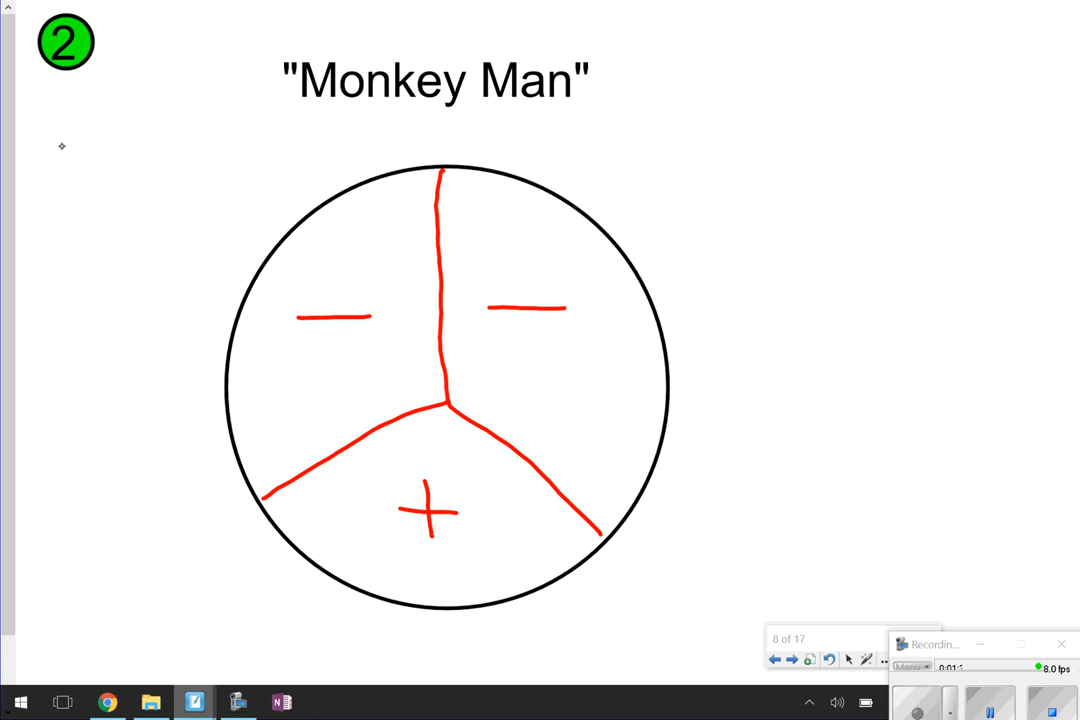 2
"Monkey Man"
— —
+
8 of 17
Recordin...
Menu
8.0 fps
N